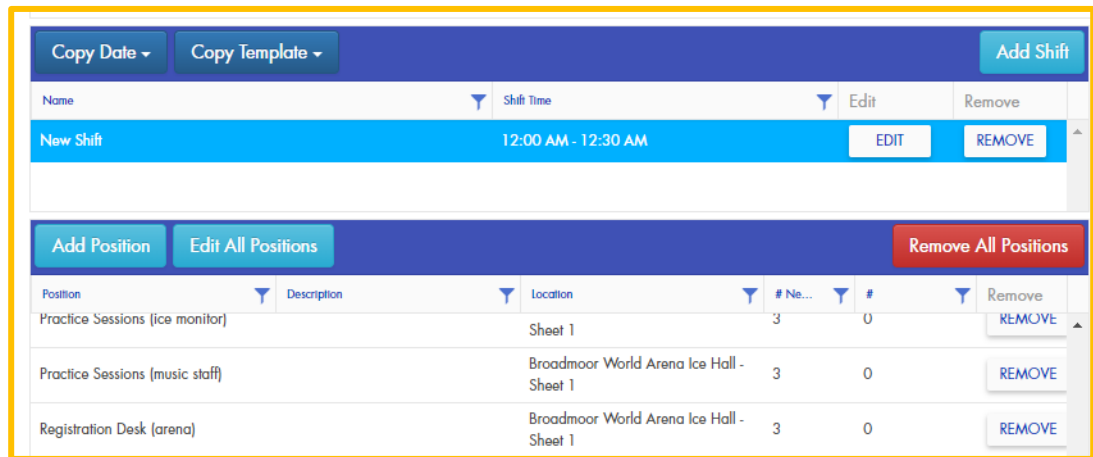 Copy Date Copy Template Add Shift
Name Shift Time Edit Remove
New Shift 12:00 AM - 12:30 AM EDIT REMOVE
Add Position Edit All Positions Remove All Positions
Position Description Location # Ne... # Remove
Practice Sessions (ice monitor) Sheet 1 3 0 REMOVE
Practice Sessions (music staff) Broadmoor World Arena Ice Hall - 3 0 REMOVE
Sheet 1
Registration Desk (arena) Broadmoor World Arena Ice Hall - 3 0 REMOVE
Sheet 1